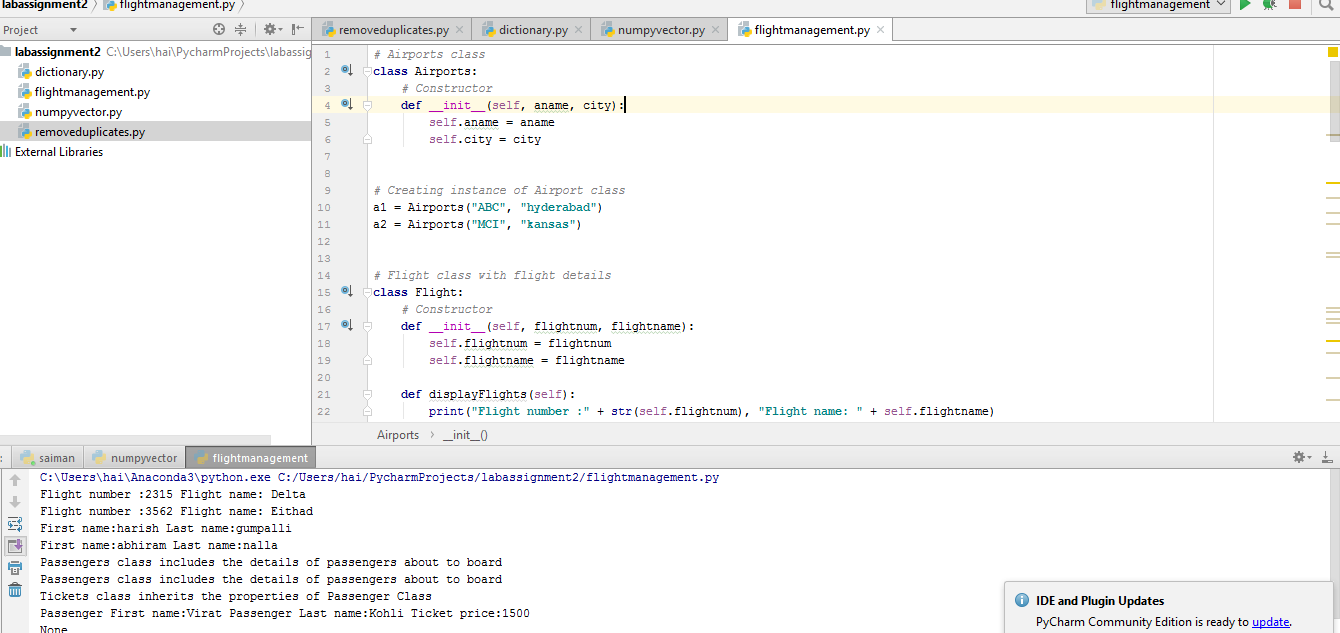 labassignment2 flightmanagement.py flightmanagement
Project removeduplicates.py dictionary.py numpyvector.py flightmanagement.py
labassignment2 C:\Users\hai\PycharmProjects\labassig
dictionary.py
flightmanagement.py
numpyvector.py
removeduplicates.py
External Libraries
1 # Airports class
2 class Airports:
3 # Constructor
4 def __init__(self, aname, city):
5 self.aname = aname
6 self.city = city
7
8
9 # Creating instance of Airport class
10 a1 = Airports("ABC", "hyderabad")
11 a2 = Airports("MCI", "kansas")
12
13
14 # Flight class with flight details
15 class Flight:
16 # Constructor
17 def __init__(self, flightnum, flightname):
18 self.flightnum = flightnum
19 self.flightname = flightname
20
21 def displayFlights(self):
22 print("Flight number :" + str(self.flightnum), "Flight name: " + self.flightname)
Airports __init__()
: saiman numpyvector flightmanagement
C:\Users\hai\Anaconda3\python.exe C:/Users/hai/PycharmProjects/labassignment2/flightmanagement.py
Flight number :2315 Flight name: Delta
Flight number :3562 Flight name: Eithad
First name:harish Last name:gumpalli
First name:abhiram Last name:nalla
Passengers class includes the details of passengers about to board
Passengers class includes the details of passengers about to board
Tickets class inherits the properties of Passenger Class
Passenger First name:Virat Passenger Last name:Kohli Ticket price:1500
None
IDE and Plugin Updates
PyCharm Community Edition is ready to update.